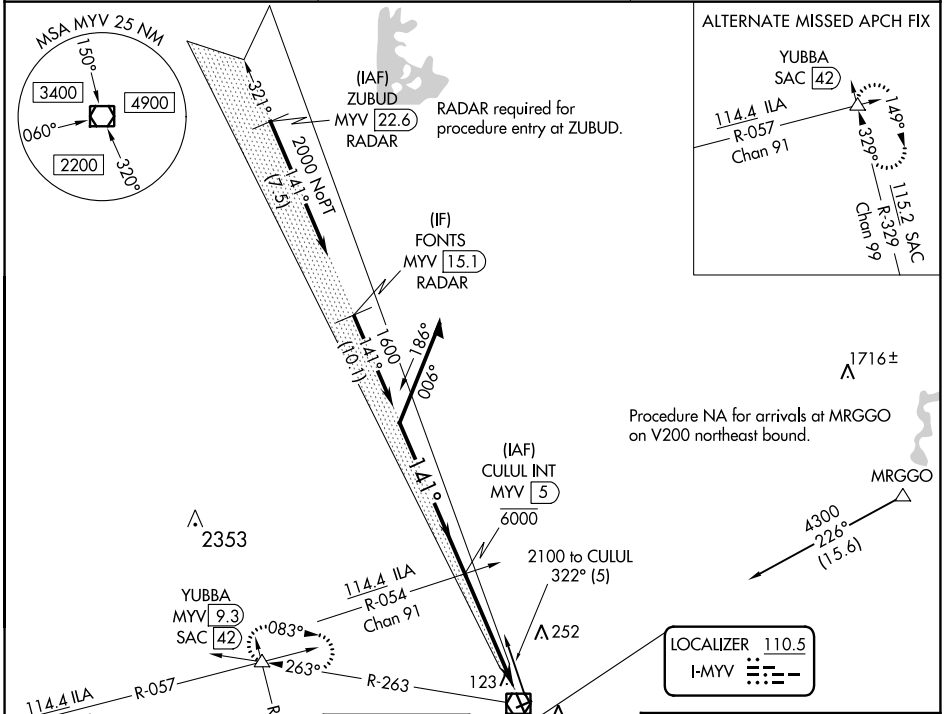 MSA MYV 25 NM
150°
3400
4900
060°
2200
320°
(IAF)
ZUBUD
MYV 22.6
RADAR
RADAR required for
procedure entry at ZUBUD.
321°
2000 NoPT
141°
(7.5)
(IF)
FONTS
MYV 15.1
RADAR
1600
141°
(10.1)
186°
006°
141°
(IAF)
CULUL INT
MYV 5
6000
2100 to CULUL
322° (5)
114.4 ILA
R-054
Chan 91
2353
YUBBA
MYV 9.3
SAC 42
083°
263°
R-263
114.4 ILA
R-057
R
123
252
ALTERNATE MISSED APCH FIX
YUBBA
SAC 42
114.4 ILA
R-057
Chan 91
149°
329°
115.2 SAC
R-329
Chan 99
1716±
Procedure NA for arrivals at MRGGO
on V200 northeast bound.
MRGGO
4300
226°
(15.6)
LOCALIZER 110.5
I-MYV